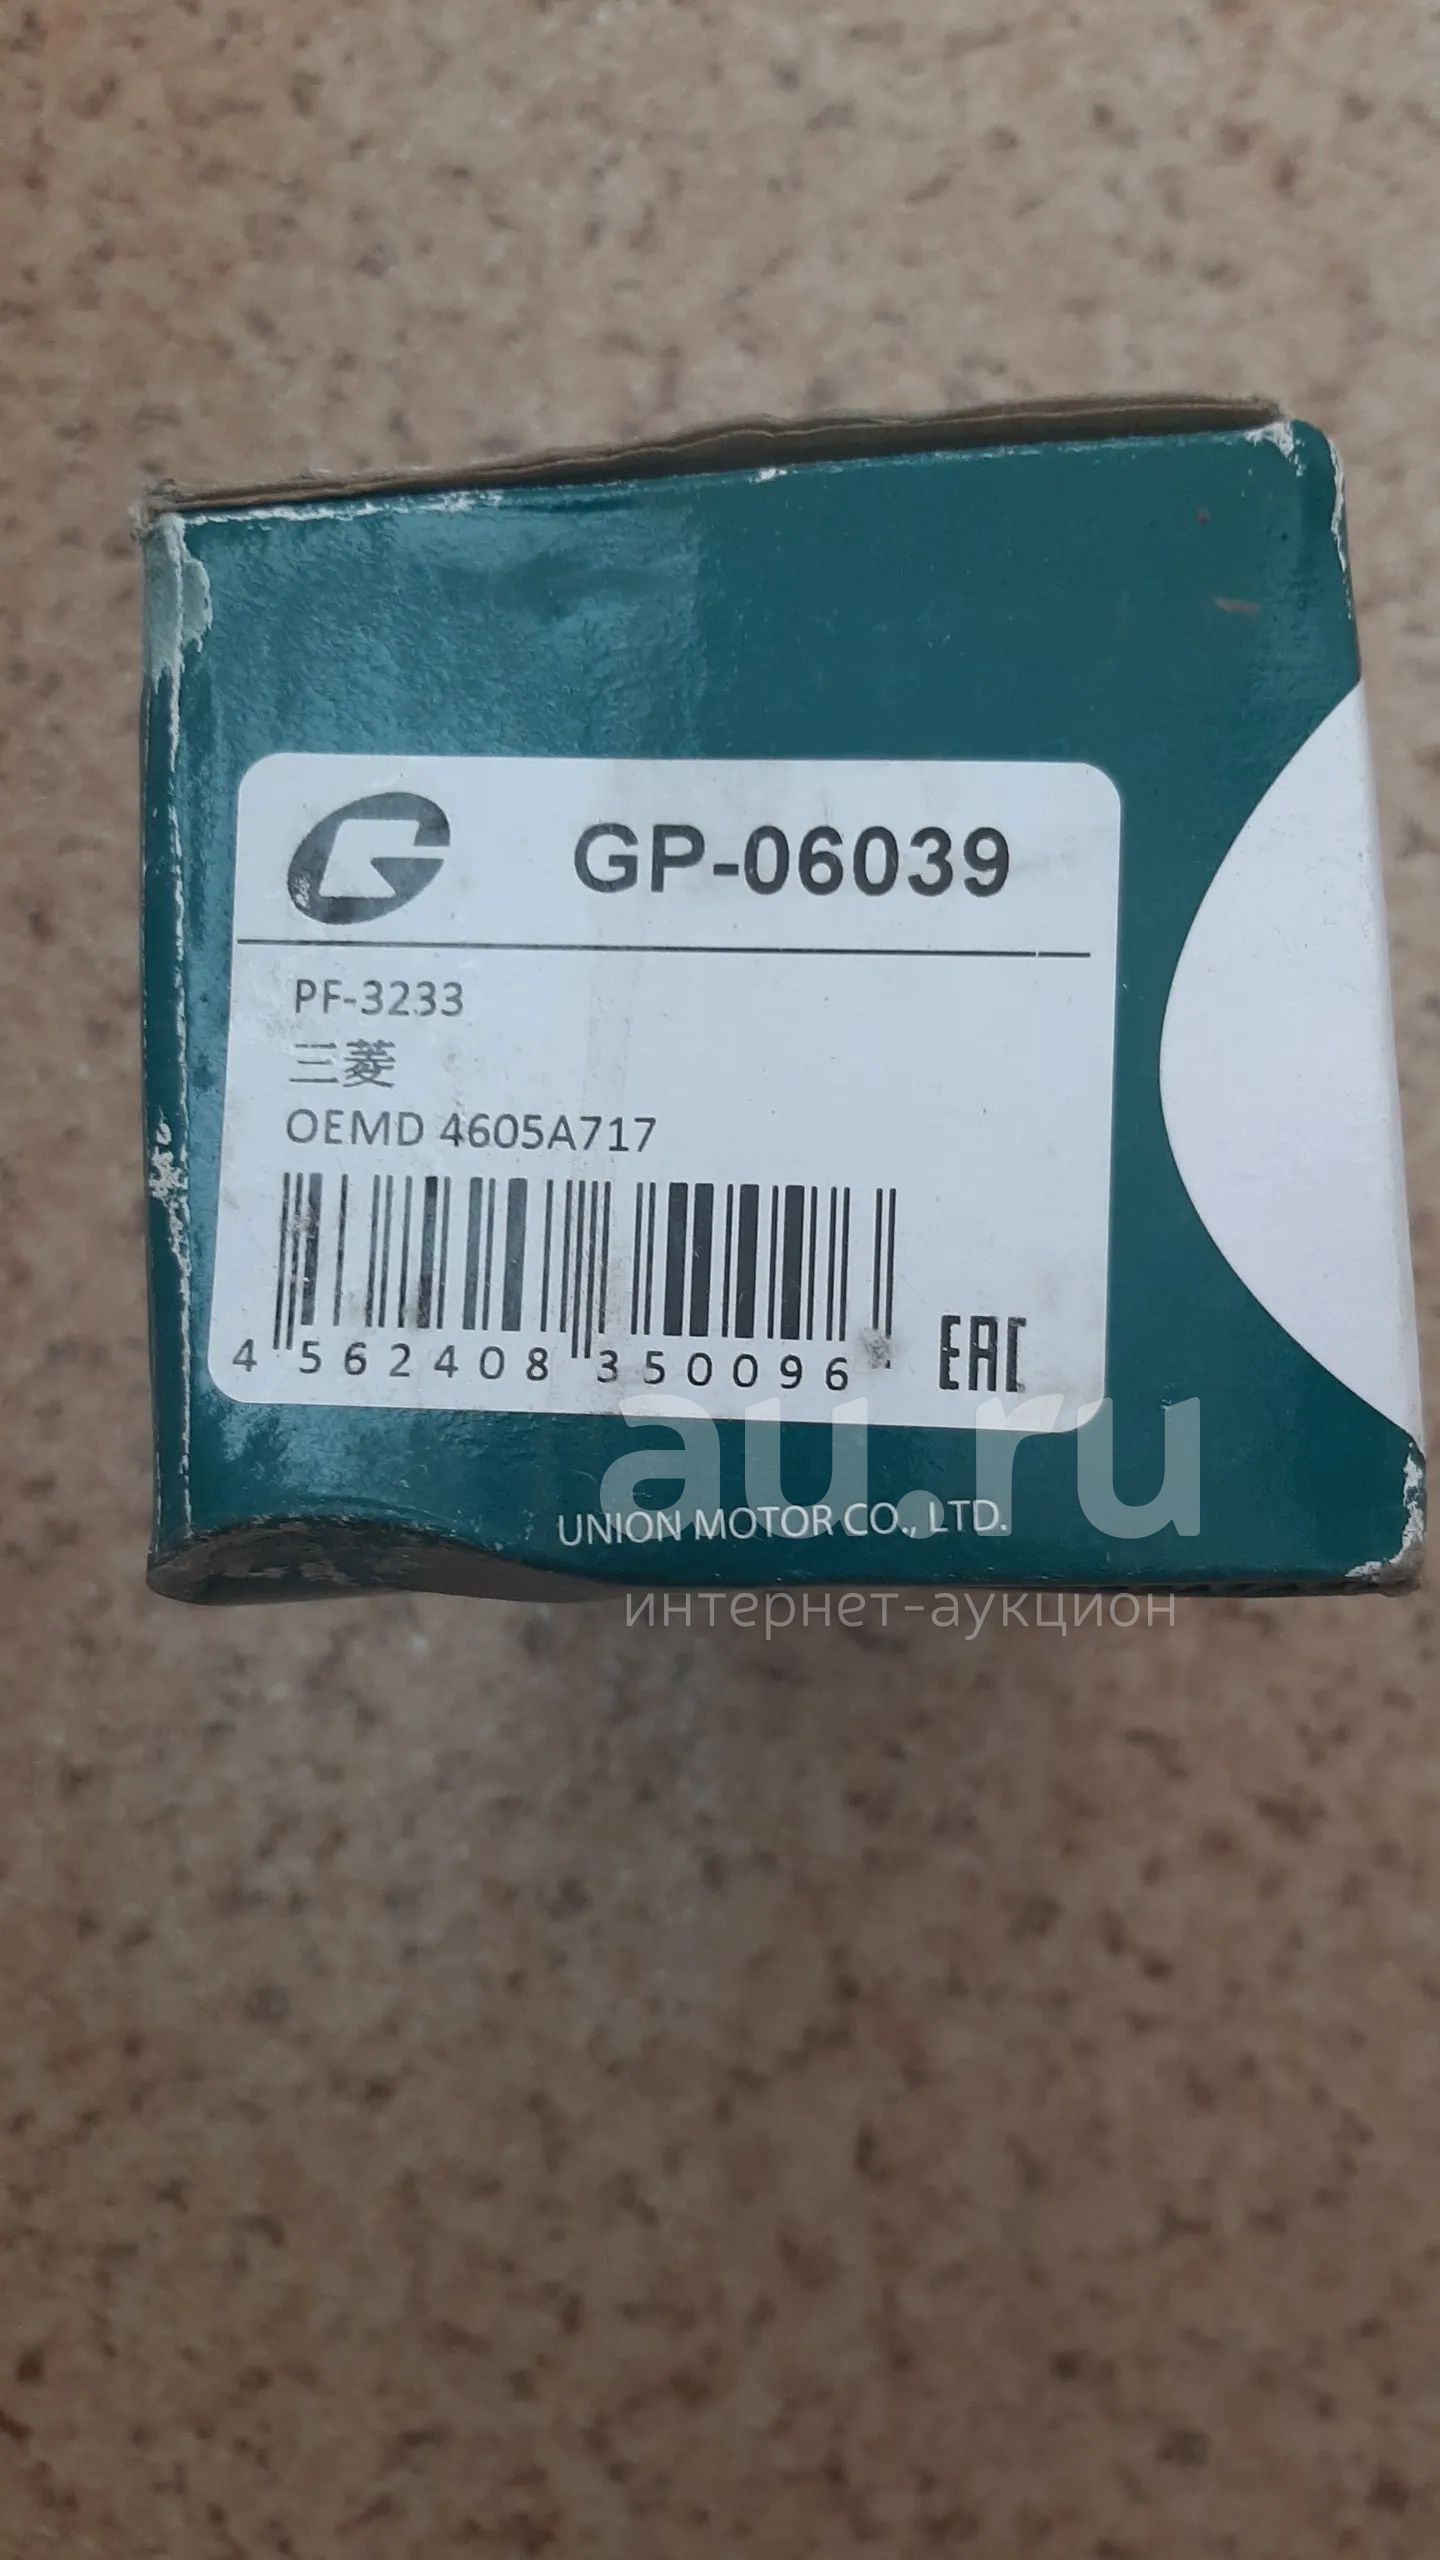 GP-06039
PF-3233
三菱
OEMD 4605A717
4 562408 350096
EAC
au.ru
UNION MOTOR CO., LTD.
интернет-аукцион